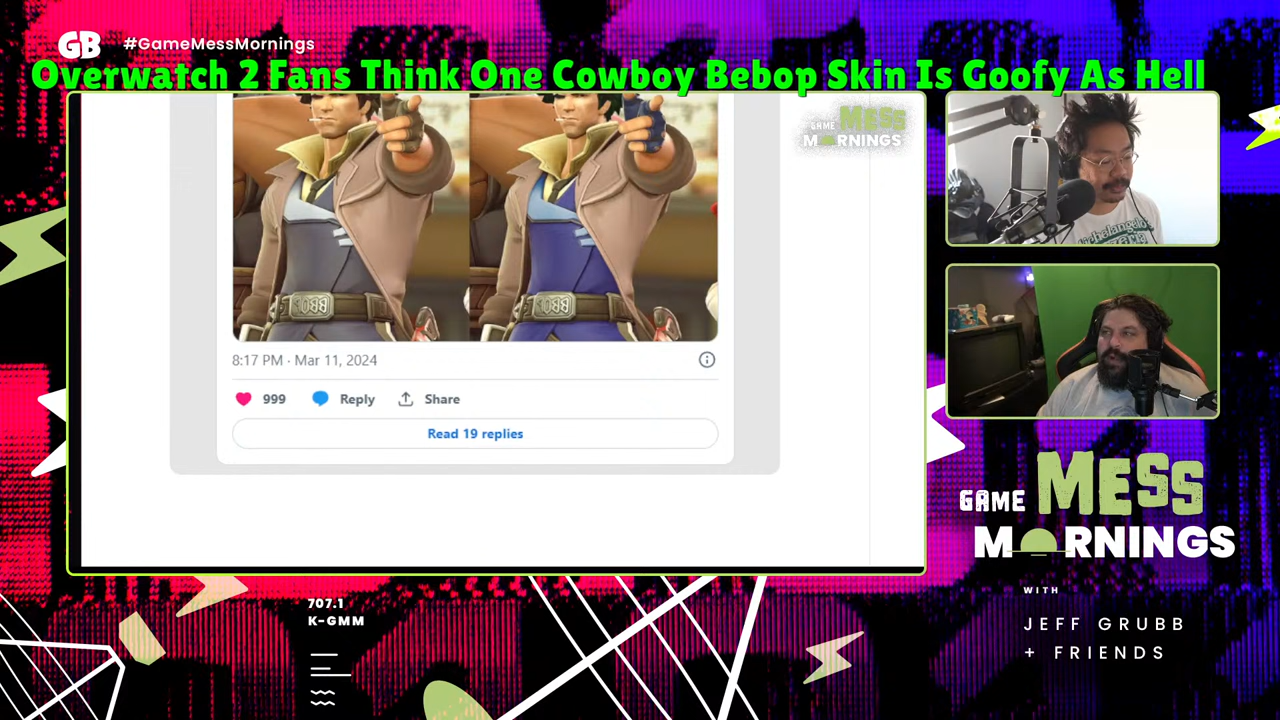 GB
#GameMessMornings
Overwatch 2 Fans Think One Cowboy Bebop Skin Is Goofy As Hell
GAME MESS
MORNINGS
8:17 PM · Mar 11, 2024
999
Reply
Share
Read 19 replies
GAME MESS
MORNINGS
WITH
JEFF GRUBB
+ FRIENDS
707.1
K-GMM